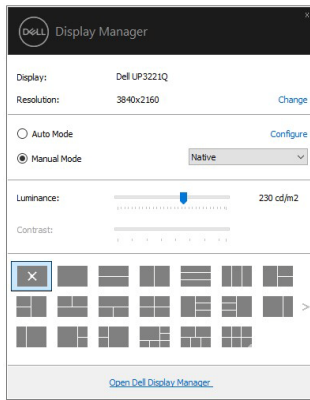 x
DELL Display Manager
Display: Dell UP3221Q
Resolution: 3840x2160 Change
Auto Mode Configure
Manual Mode Native
Luminance: 230 cd/m2
Contrast:
Open Dell Display Manager